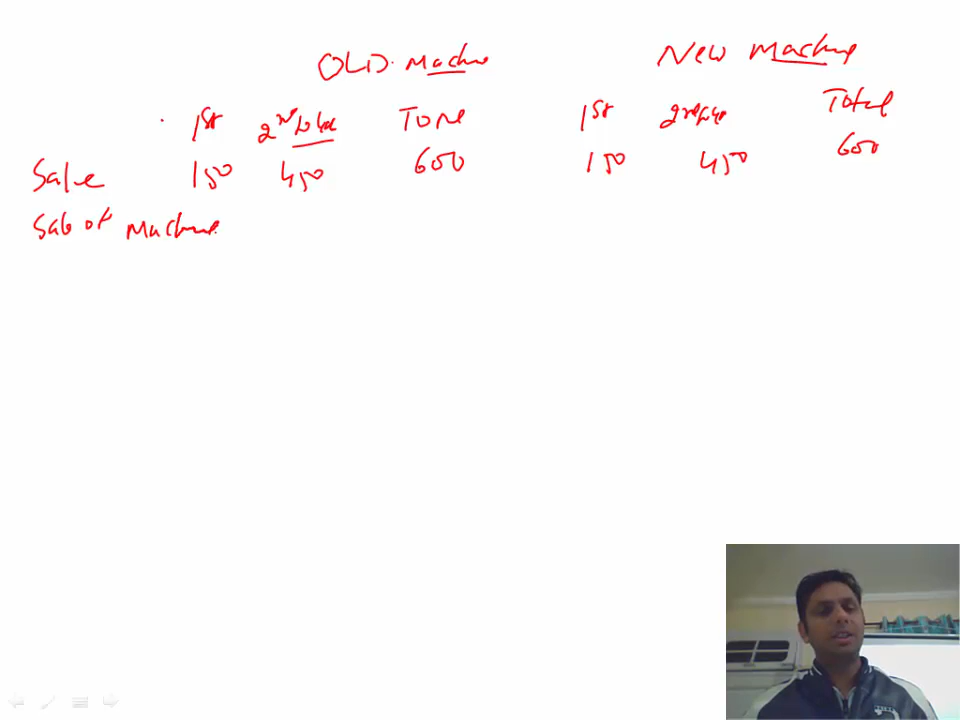 OLD. Machine New Machine
1st 2nd Total 1st Total
Sale 150 450 600 150 450 600
Sale of Machine